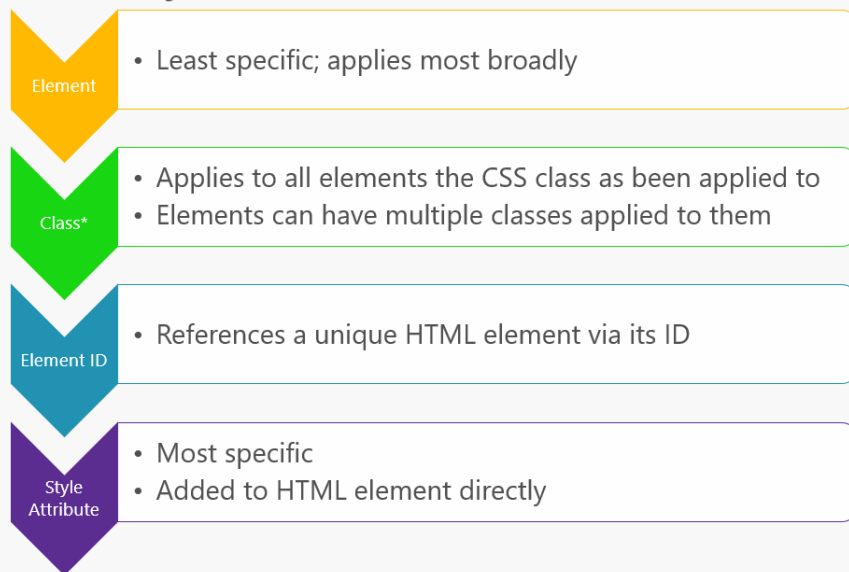 Element
• Least specific; applies most broadly
Class*
• Applies to all elements the CSS class as been applied to
• Elements can have multiple classes applied to them
Element ID
• References a unique HTML element via its ID
Style
Attribute
• Most specific
• Added to HTML element directly